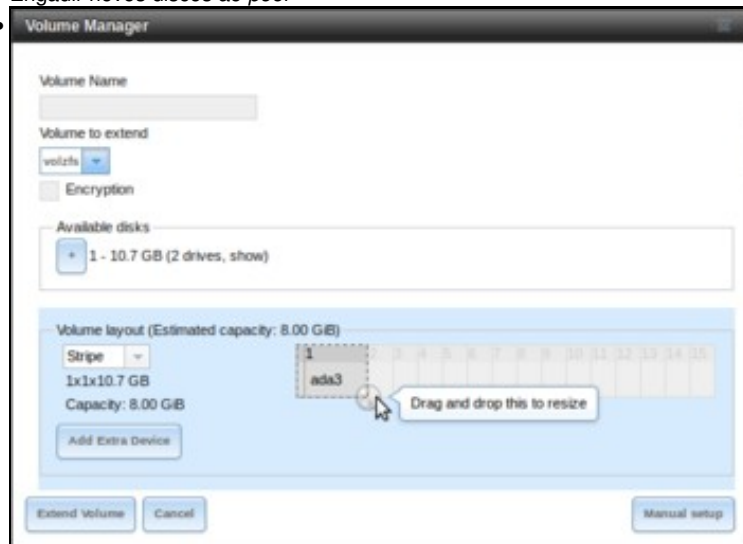 Engadir novos discos ao pool
Volume Manager
Volume Name
Volume to extend
volzfs
Encryption
Available disks
+ 1 - 10.7 GB (2 drives, show)
Volume layout (Estimated capacity: 8.00 GiB)
Stripe
1x1x10.7 GB
Capacity: 8.00 GiB
Add Extra Device
1 2 3 4 5 6 7 8 9 10 11 12 13 14 15
ada3
Drag and drop this to resize
Extend Volume
Cancel
Manual setup